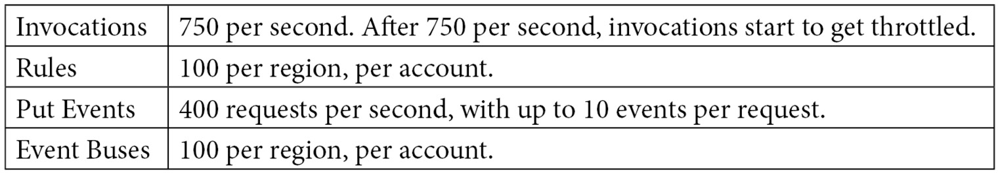 Invocations 750 per second. After 750 per second, invocations start to get throttled.
Rules 100 per region, per account.
Put Events 400 requests per second, with up to 10 events per request.
Event Buses 100 per region, per account.